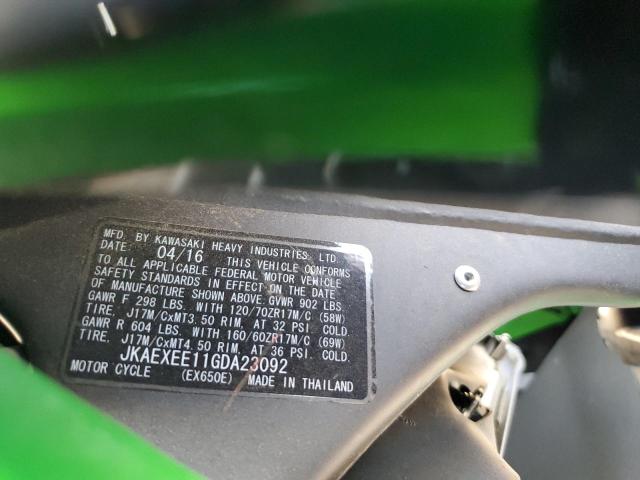 MFD. BY KAWASAKI HEAVY INDUSTRIES, LTD.
DATE: 04/16 THIS VEHICLE CONFORMS
TO ALL APPLICABLE FEDERAL MOTOR VEHICLE
SAFETY STANDARDS IN EFFECT ON THE DATE
OF MANUFACTURE SHOWN ABOVE. GVWR 902 LBS
GAWR F 298 LBS. WITH 120/70ZR17M/C (58W)
TIRE, J17M/CxMT3.50 RIM, AT 32 PSI. COLD.
GAWR R 604 LBS. WITH 160/60ZR17M/C (69W)
TIRE, J17M/CxMT4.50 RIM, AT 36 PSI. COLD.
JKAEXEE11GDA23092
MOTOR CYCLE (EX650E) MADE IN THAILAND